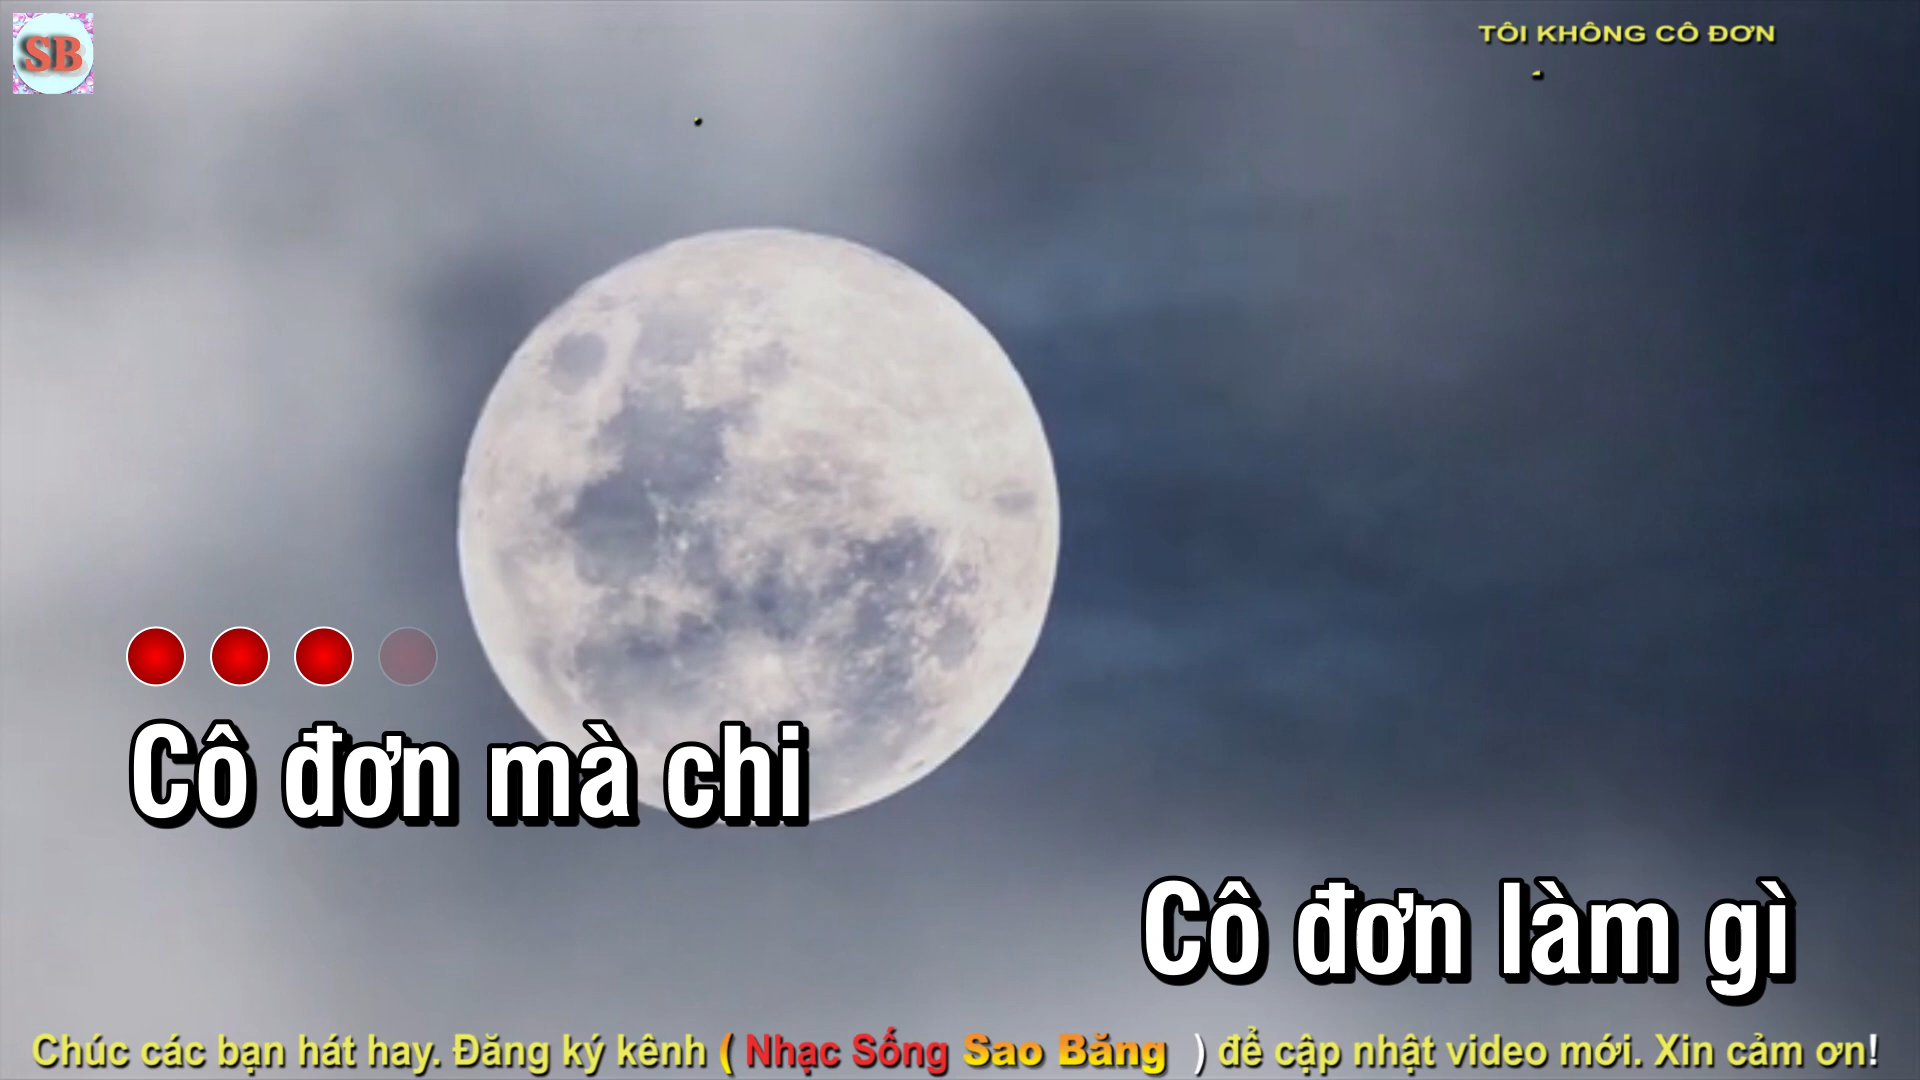 SB
TÔI KHÔNG CÔ ĐƠN
Cô đơn mà chi
Cô đơn làm gì
Chúc các bạn hát hay. Đăng ký kênh ( Nhạc Sống Sao Băng ) để cập nhật video mới. Xin cảm ơn!